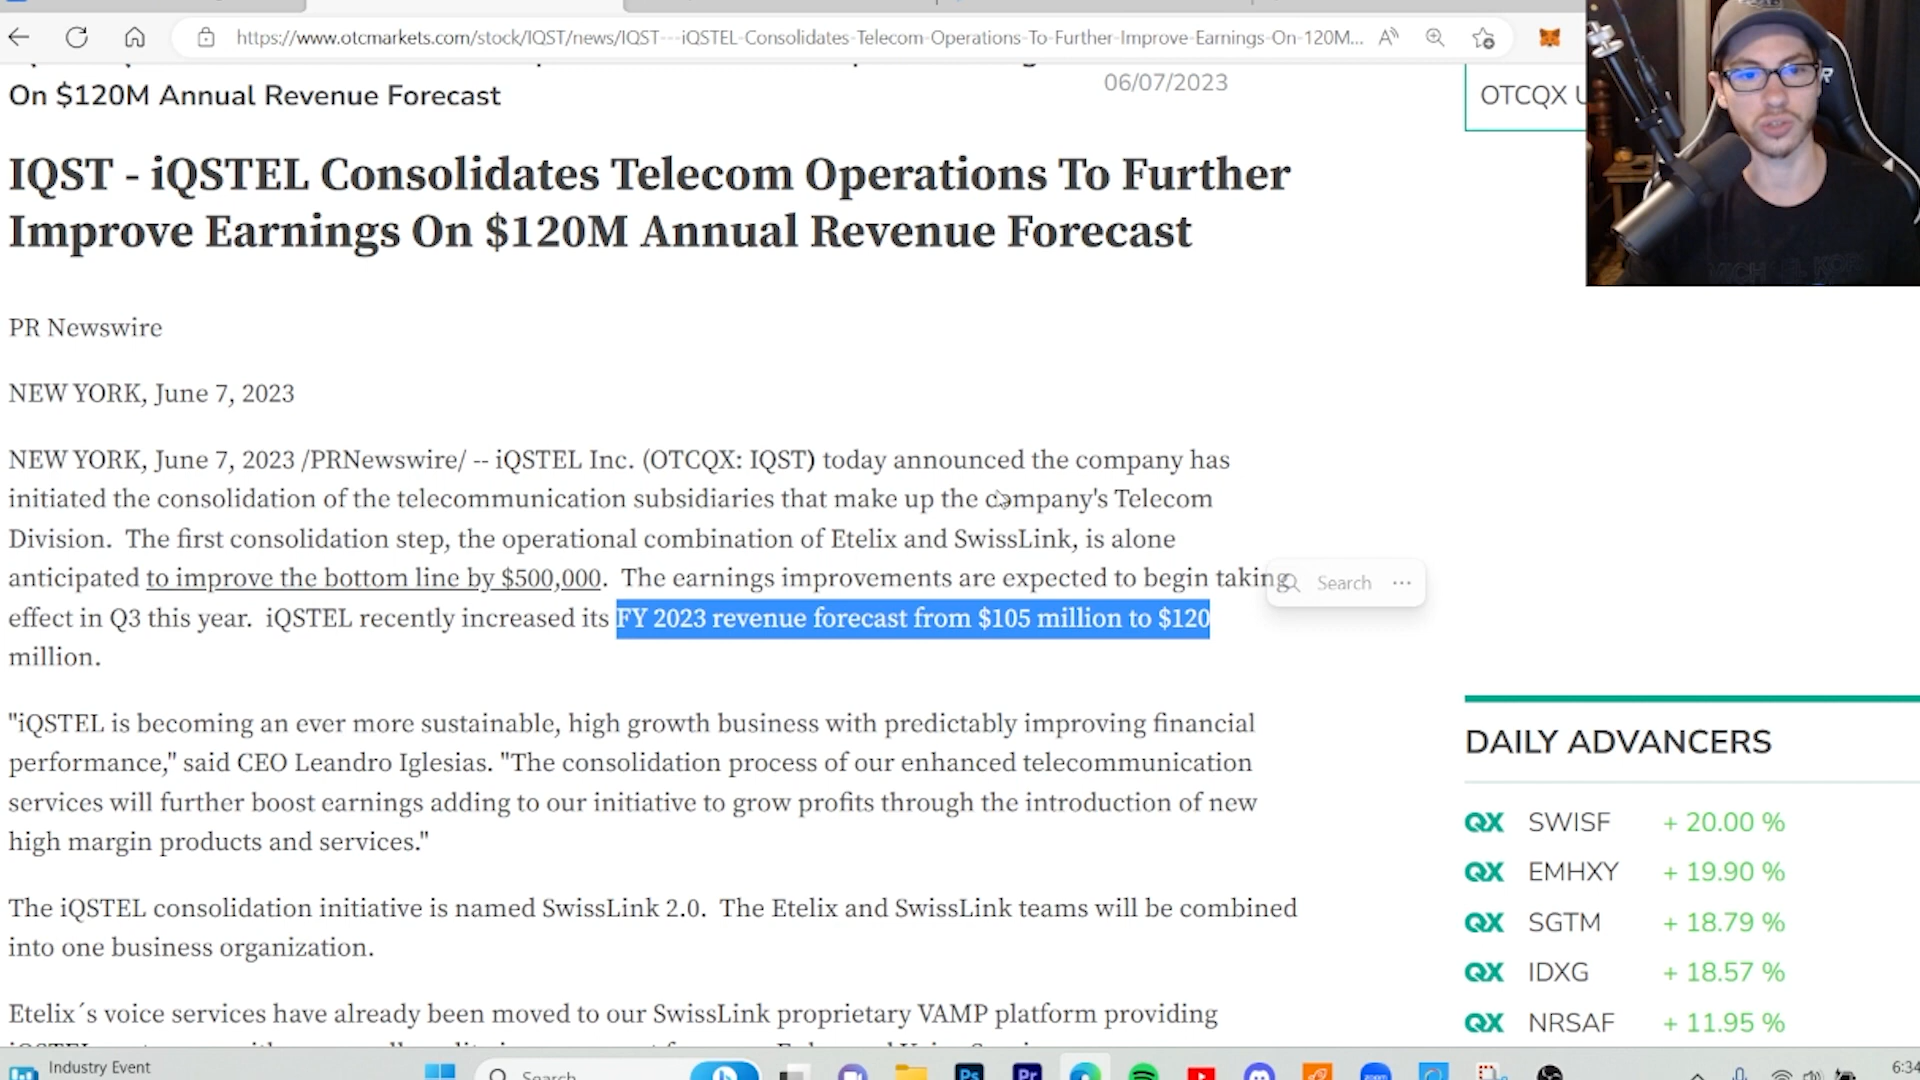 https://www.otcmarkets.com/stock/IQST/news/IQST---iQSTEL-Consolidates-Telecom-Operations-To-Further-Improve-Earnings-On-120M...
On $120M Annual Revenue Forecast
06/07/2023
OTCQX U
IQST - iQSTEL Consolidates Telecom Operations To Further
Improve Earnings On $120M Annual Revenue Forecast
PR Newswire
NEW YORK, June 7, 2023
NEW YORK, June 7, 2023 /PRNewswire/ -- iQSTEL Inc. (OTCQX: IQST) today announced the company has
initiated the consolidation of the telecommunication subsidiaries that make up the company's Telecom
Division.  The first consolidation step, the operational combination of Etelix and SwissLink, is alone
anticipated to improve the bottom line by $500,000.  The earnings improvements are expected to begin taking
Search ...
effect in Q3 this year.  iQSTEL recently increased its FY 2023 revenue forecast from $105 million to $120
million.
"iQSTEL is becoming an ever more sustainable, high growth business with predictably improving financial
performance," said CEO Leandro Iglesias. "The consolidation process of our enhanced telecommunication
services will further boost earnings adding to our initiative to grow profits through the introduction of new
high margin products and services."
The iQSTEL consolidation initiative is named SwissLink 2.0.  The Etelix and SwissLink teams will be combined
into one business organization.
Etelix´s voice services have already been moved to our SwissLink proprietary VAMP platform providing
DAILY ADVANCERS
QX SWISF + 20.00 %
QX EMHXY + 19.90 %
QX SGTM + 18.79 %
QX IDXG + 18.57 %
QX NRSAF + 11.95 %
Industry Event
Search
Ps
Pr
zoom
6:34